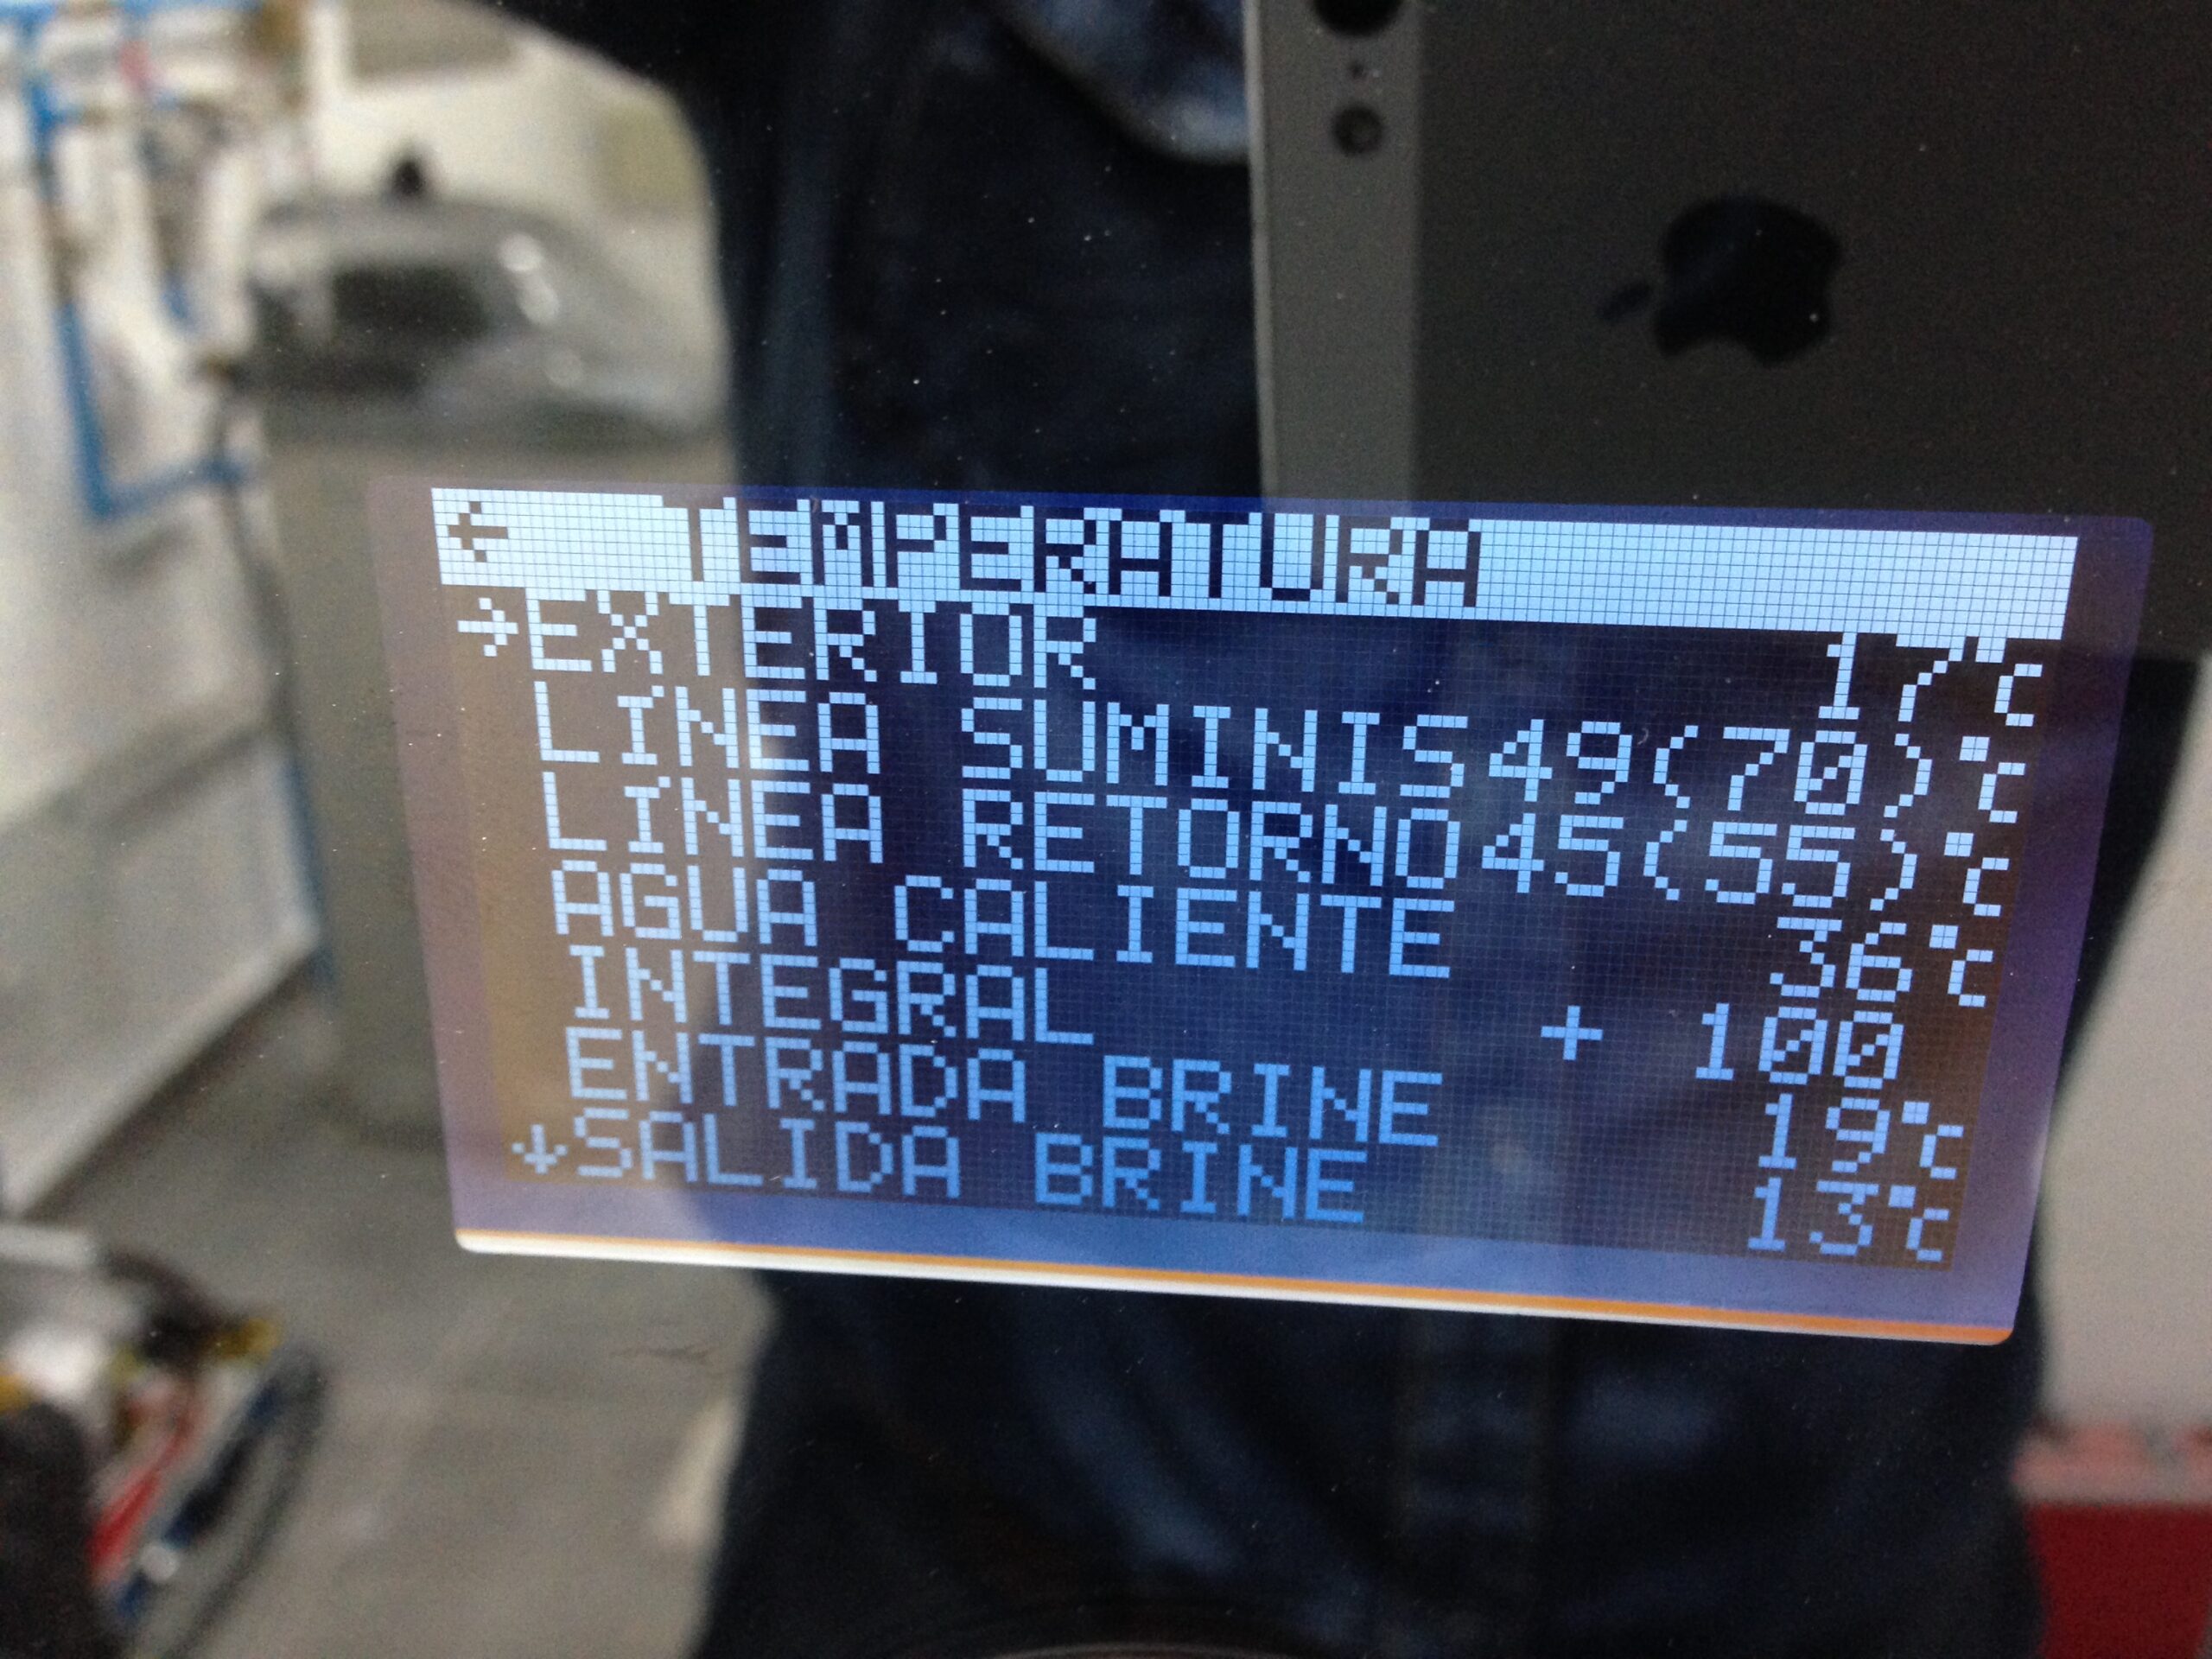 ← TEMPERATURA
→EXTERIOR 17°C
LINEA SUMINIS49(70)°C
LINEA RETORNO45(55)°C
AGUA CALIENTE 36°C
INTEGRAL + 100
ENTRADA BRINE 19°C
↓SALIDA BRINE 13°C